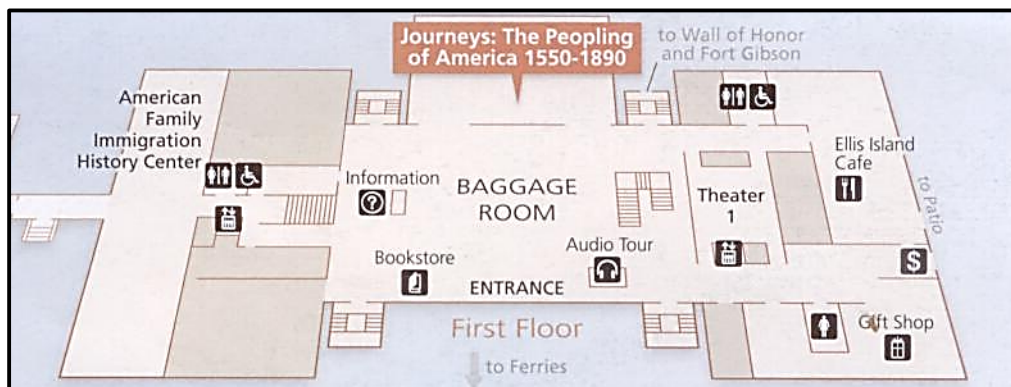 Journeys: The Peopling
of America 1550-1890
to Wall of Honor
and Fort Gibson
American
Family
Immigration
History Center
Information
?
BAGGAGE
ROOM
Theater
1
Ellis Island
Cafe
to Patio
Bookstore
Audio Tour
$
ENTRANCE
First Floor
Gift Shop
to Ferries